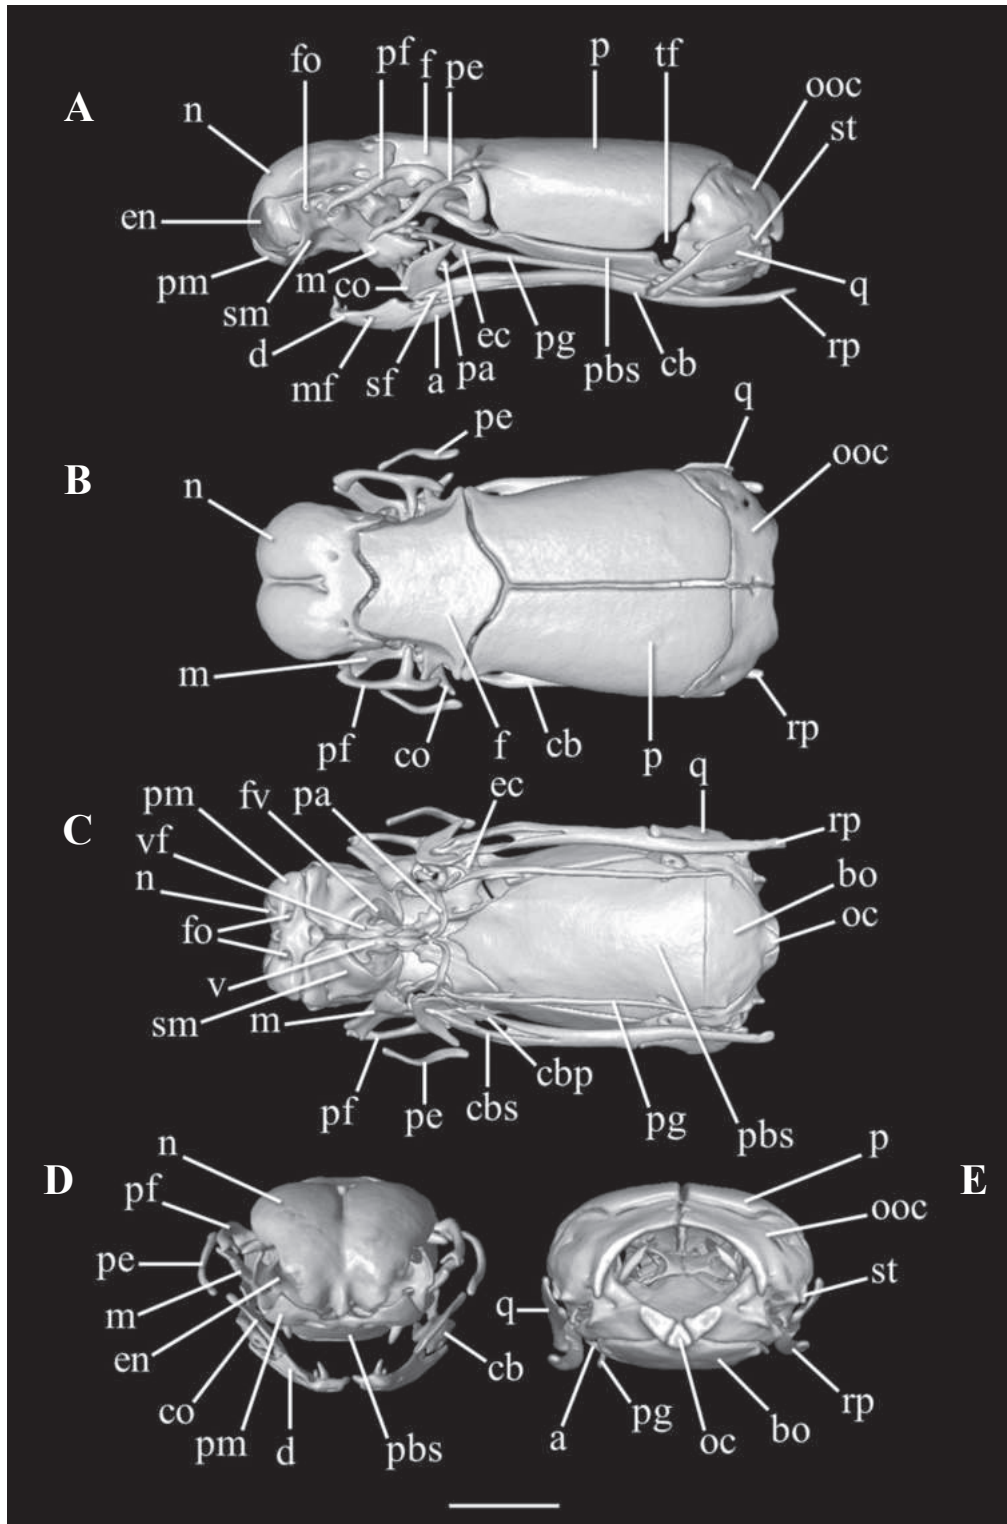 A
fo
pf
f
pe
p
tf
ooc
st
n
en
pm
sm
m
co
d
mf
sf
a
pa
ec
pg
pbs
cb
q
rp
B
n
pe
q
ooc
m
pf
co
f
cb
p
rp
C
pm
vf
n
fo
v
sm
m
fv
pa
ec
q
rp
bo
oc
pf
pe
cbs
cbp
pg
pbs
D
n
pf
pe
m
en
co
pm
d
pbs
cb
E
p
ooc
st
q
a
pg
oc
bo
rp